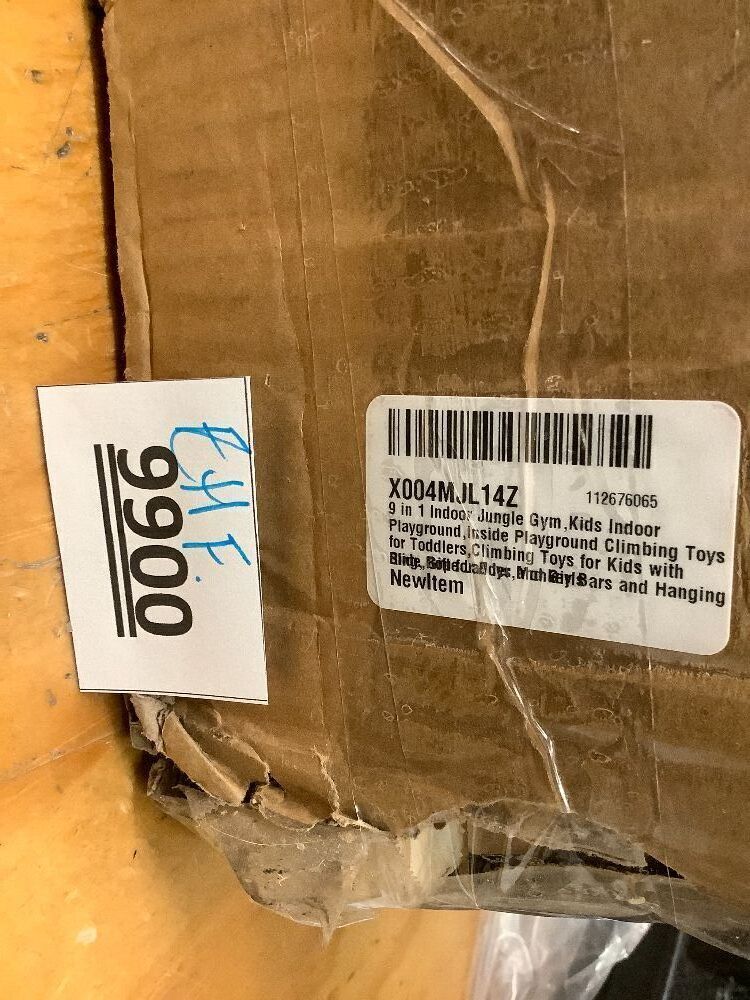 X004MJL14Z
112676065
9 in 1 Indoor Jungle Gym,Kids Indoor
Playground,Inside Playground Climbing Toys
for Toddlers,Climbing Toys for Kids with
Bars and Hanging
NewItem
9900